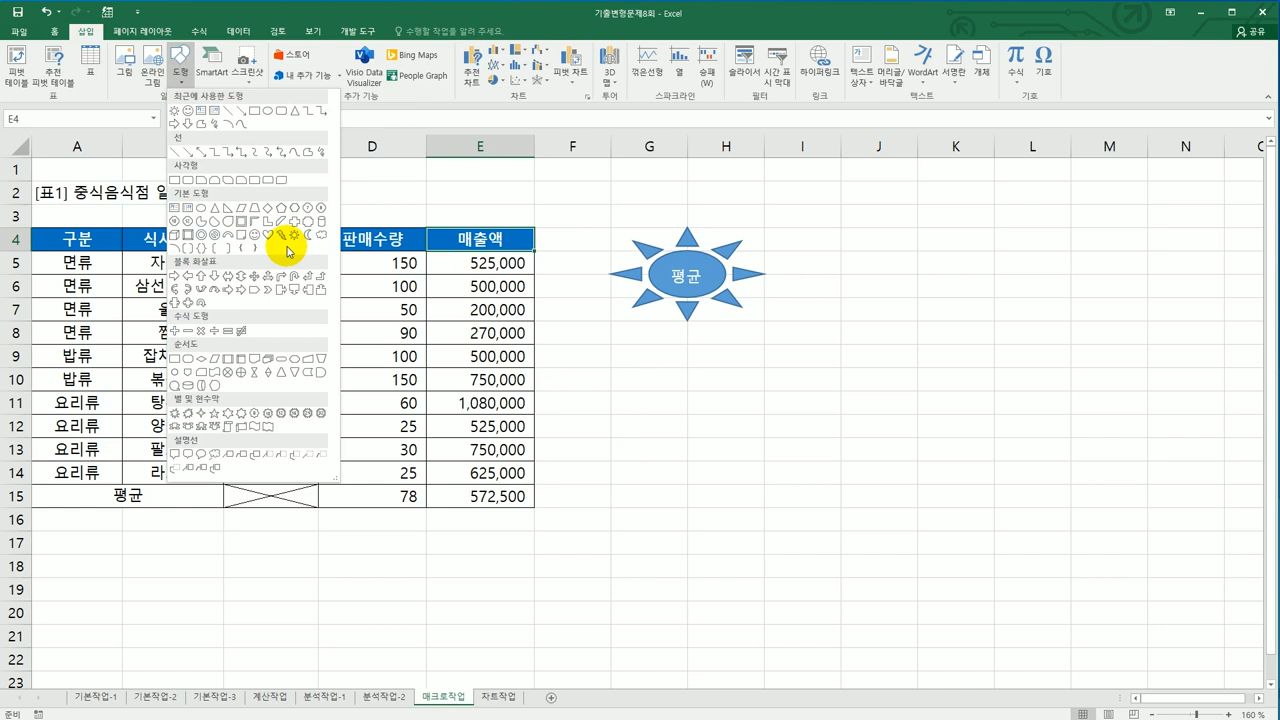 기출변형문제8회 - Excel
파일 홈 삽입 페이지 레이아웃 수식 데이터 검토 보기 개발 도구 수행할 작업을 알려 주세요. 공유
피벗 테이블 추천 피벗 테이블 표 그림 온라인 그림 도형 SmartArt 스크린샷 스토어 내 추가 기능 Visio Data Visualizer Bing Maps People Graph 추천 차트 피벗 차트 3D 맵 꺾은선형 열 승패 (W 슬라이서 시간 표시 막대 하이퍼링크 텍스트 상자 머리글/바닥글 WordArt 서명란 개체 수식 기호
표 추가 기능 차트 투어 스파크라인 필터 링크 텍스트 기호
E4
최근에 사용한 도형
선
사각형
기본 도형
블록 화살표
수식 도형
순서도
별 및 현수막
설명선
A D E F G H I J K L M N
1
2 [표1] 중식음식점 일
3
4 구분 식사 판매수량 매출액
5 면류 150 525,000 평균
6 면류 삼선 100 500,000
7 면류 50 200,000
8 면류 90 270,000
9 밥류 잡채 100 500,000
10 밥류 볶 150 750,000
11 요리류 탕 60 1,080,000
12 요리류 양 25 525,000
13 요리류 팔 30 750,000
14 요리류 라 25 625,000
15 평균 78 572,500
16
17
18
19
20
21
22
23
기본작업-1 기본작업-2 기본작업-3 계산작업 분석작업-1 분석작업-2 매크로작업 차트작업
준비 160 %